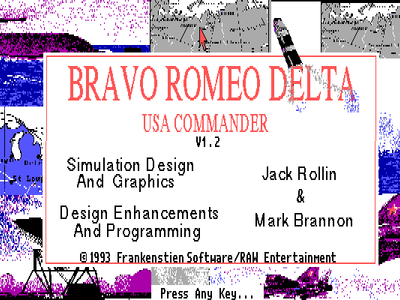 BRAVO ROMEO DELTA
USA COMMANDER
V1.2
Simulation Design
And Graphics
Jack Rollin
&
Mark Brannon
Design Enhancements
And Programming
©1993 Frankenstien Software/RAW Entertainment
Press Any Key...